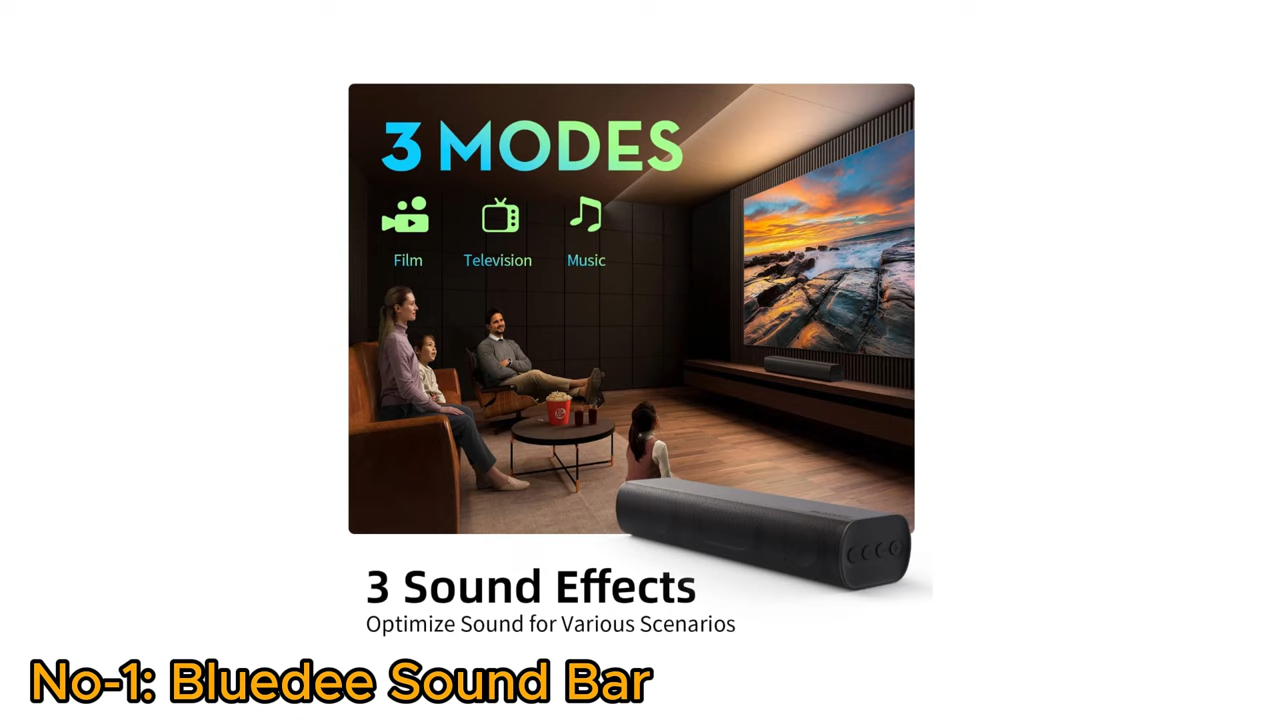 3 MODES
Film Television Music
3 Sound Effects
Optimize Sound for Various Scenarios
No-1: Bluedee Sound Bar